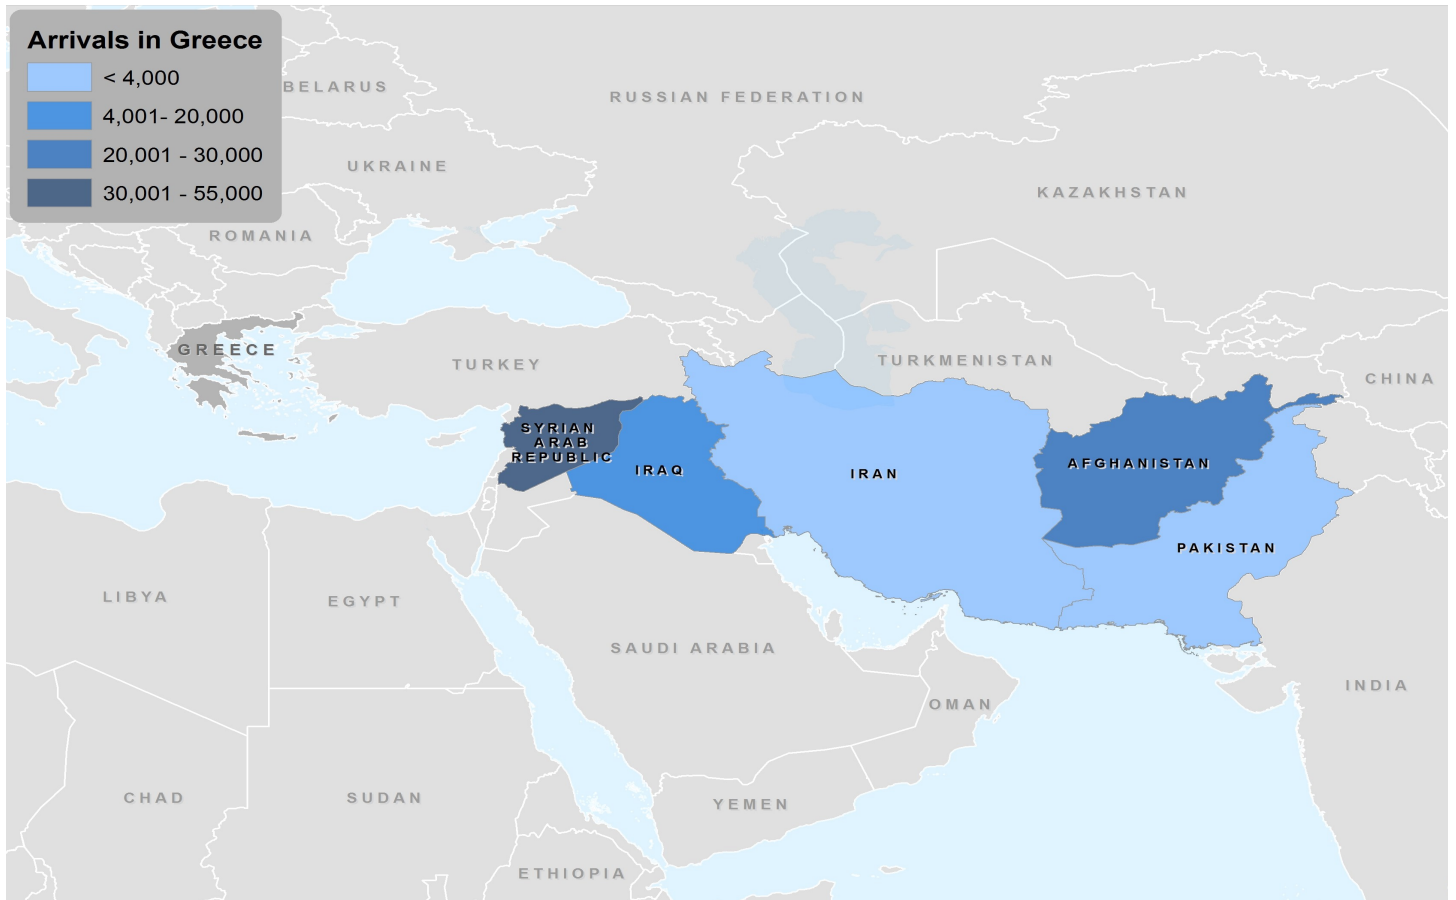 Arrivals in Greece
< 4,000
4,001- 20,000
20,001 - 30,000
30,001 - 55,000
BELARUS
RUSSIAN FEDERATION
UKRAINE
KAZAKHSTAN
ROMANIA
GREECE
TURKEY
TURKMENISTAN
CHINA
SYRIAN
ARAB
REPUBLIC
IRAQ
IRAN
AFGHANISTAN
PAKISTAN
LIBYA
EGYPT
SAUDI ARABIA
INDIA
OMAN
CHAD
SUDAN
YEMEN
ETHIOPIA